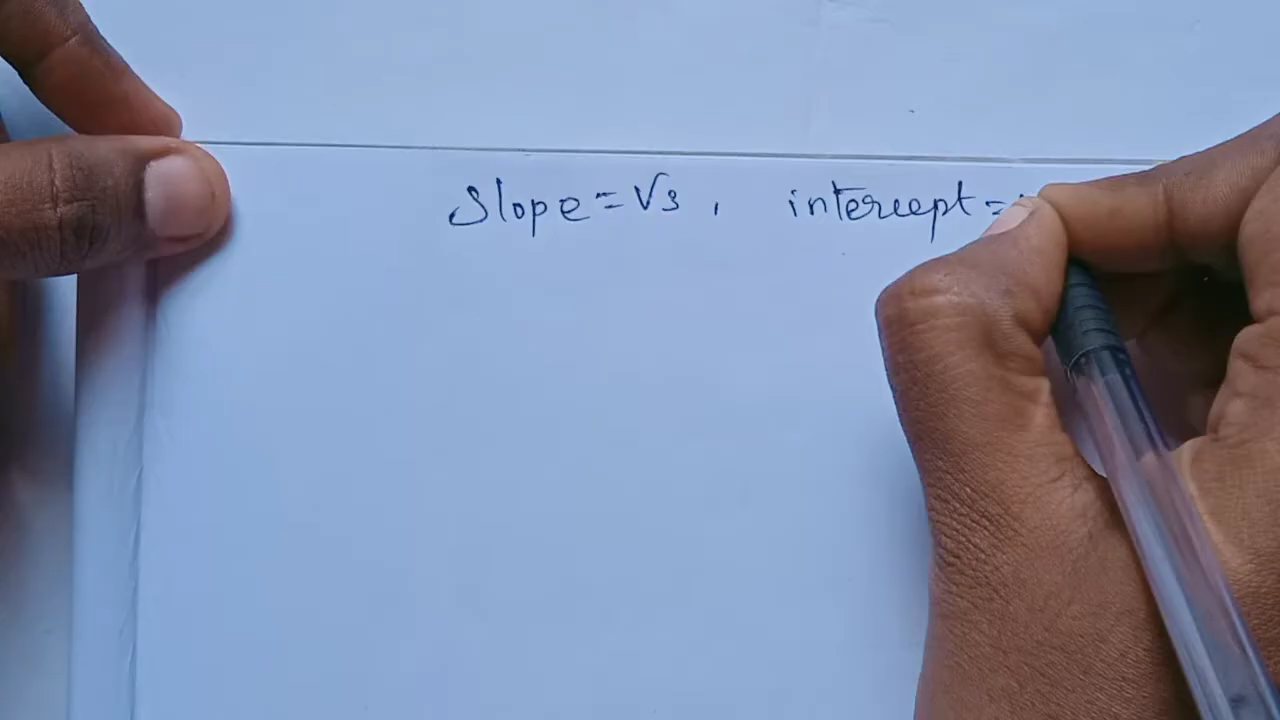 Slope = √3 , intercept =